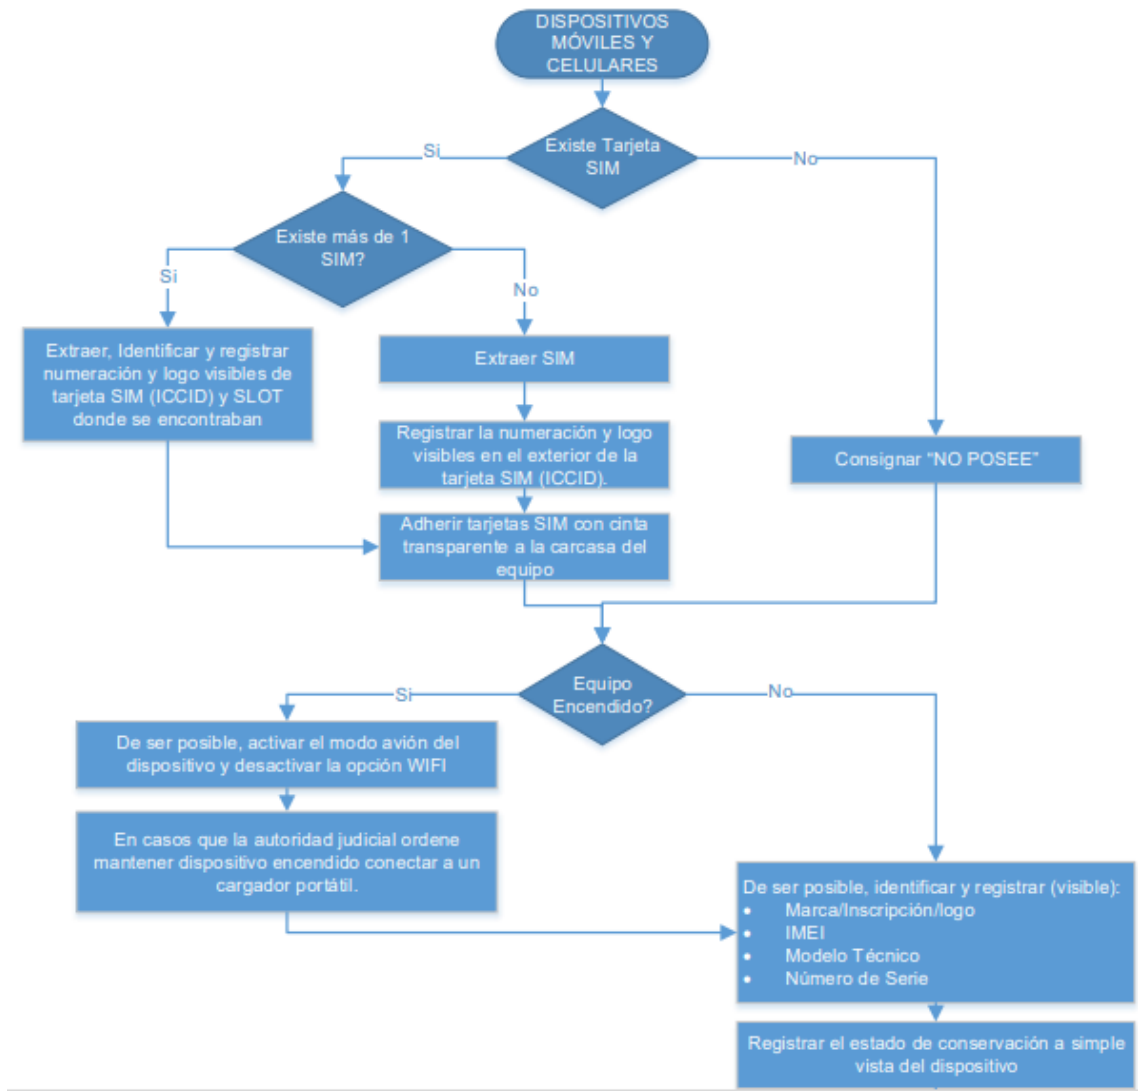 DISPOSITIVOS
MÓVILES Y
CELULARES
Existe Tarjeta
SIM
Si
No
Existe más de 1
SIM?
Si
No
Extraer, Identificar y registrar
numeración y logo visibles de
tarjeta SIM (ICCID) y SLOT
donde se encontraban
Extraer SIM
Registrar la numeración y logo
visibles en el exterior de la
tarjeta SIM (ICCID).
Consignar “NO POSEE”
Adherir tarjetas SIM con cinta
transparente a la carcasa del
equipo
Equipo
Encendido?
Si
No
De ser posible, activar el modo avión del
dispositivo y desactivar la opción WIFI
En casos que la autoridad judicial ordene
mantener dispositivo encendido conectar a un
cargador portátil.
De ser posible, identificar y registrar (visible):
• Marca/Inscripción/logo
• IMEI
• Modelo Técnico
• Número de Serie
Registrar el estado de conservación a simple
vista del dispositivo